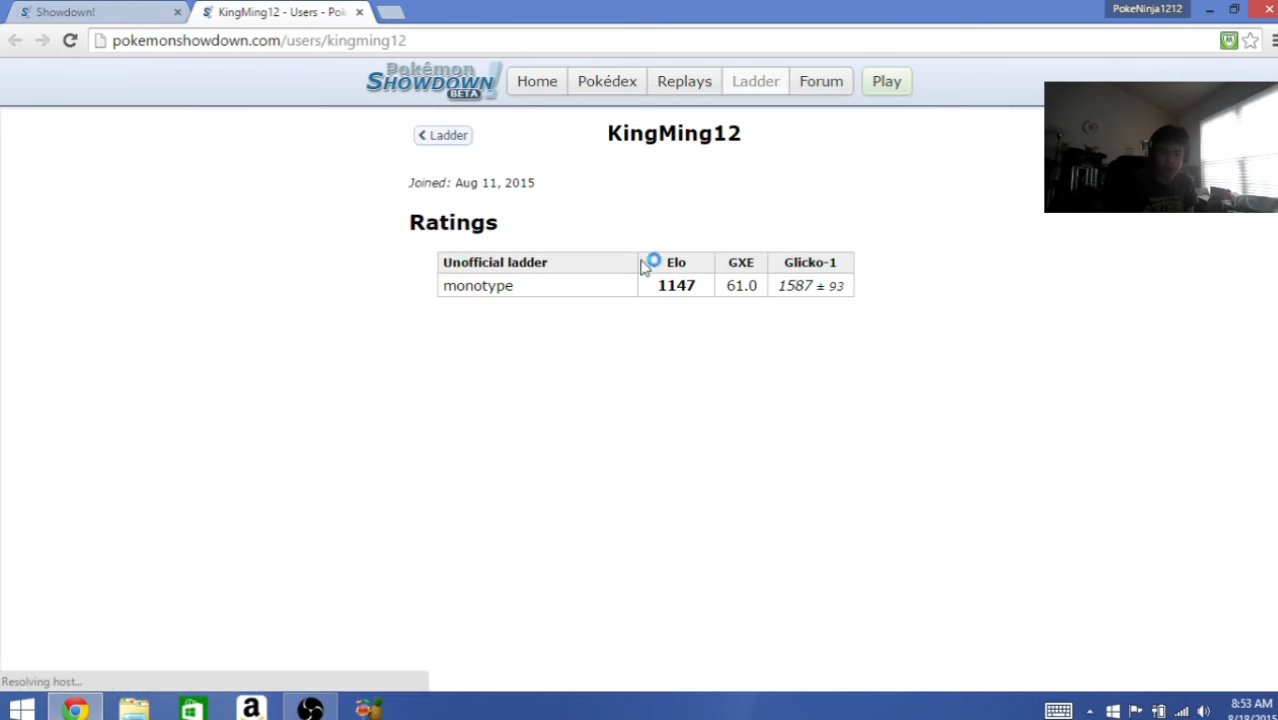 Showdown!
KingMing12 - Users - Pok
PokeNinja1212
pokemonshowdown.com/users/kingming12
Pokémon
SHOWDOWN!
BETA
Home
Pokédex
Replays
Ladder
Forum
Play
Ladder
KingMing12
Joined: Aug 11, 2015
Ratings
Unofficial ladder Elo GXE Glicko-1
monotype 1147 61.0 1587 ± 93
Resolving host...
8:53 AM